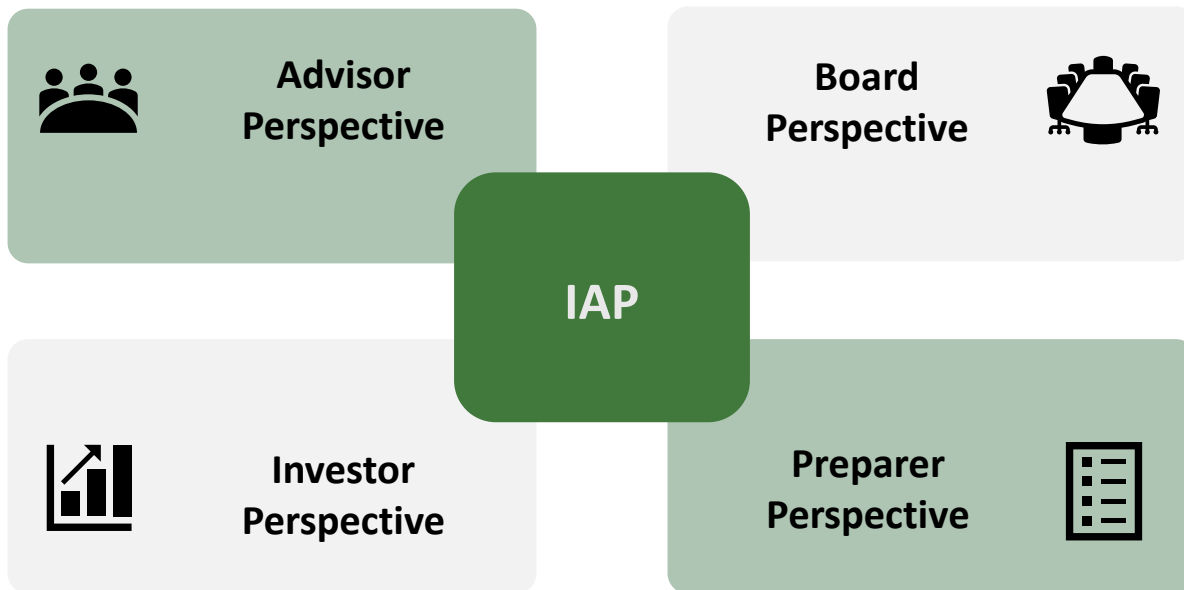 Advisor
Perspective
Board
Perspective
IAP
Investor
Perspective
Preparer
Perspective